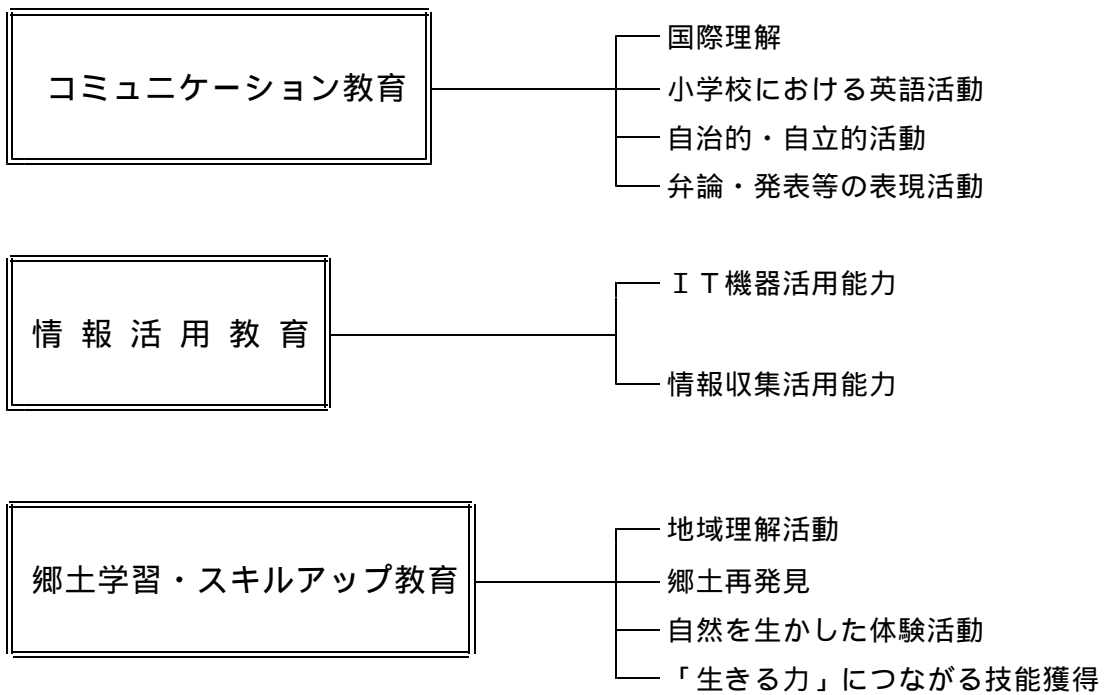 コミュニケーション教育
国際理解
小学校における英語活動
自治的・自立的活動
弁論・発表等の表現活動
情報活用教育
ＩＴ機器活用能力
情報収集活用能力
郷土学習・スキルアップ教育
地域理解活動
郷土再発見
自然を生かした体験活動
「生きる力」につながる技能獲得